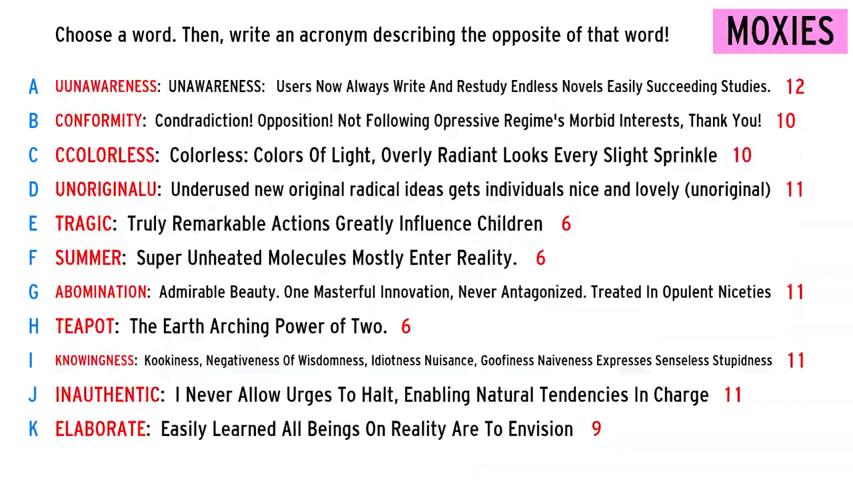 Choose a word. Then, write an acronym describing the opposite of that word!
MOXIES
A UUNAWARENESS: UNAWARENESS: Users Now Always Write And Restudy Endless Novels Easily Succeeding Studies. 12
B CONFORMITY: Condradiction! Opposition! Not Following Opressive Regime's Morbid Interests, Thank You! 10
C CCOLORLESS: Colorless: Colors Of Light, Overly Radiant Looks Every Slight Sprinkle 10
D UNORIGINALU: Underused new original radical ideas gets individuals nice and lovely (unoriginal) 11
E TRAGIC: Truly Remarkable Actions Greatly Influence Children 6
F SUMMER: Super Unheated Molecules Mostly Enter Reality. 6
G ABOMINATION: Admirable Beauty. One Masterful Innovation, Never Antagonized. Treated In Opulent Niceties 11
H TEAPOT: The Earth Arching Power of Two. 6
I KNOWINGNESS: Kookiness, Negativeness Of Wisdomness, Idiotness Nuisance, Goofiness Naiveness Expresses Senseless Stupidness 11
J INAUTHENTIC: I Never Allow Urges To Halt, Enabling Natural Tendencies In Charge 11
K ELABORATE: Easily Learned All Beings On Reality Are To Envision 9